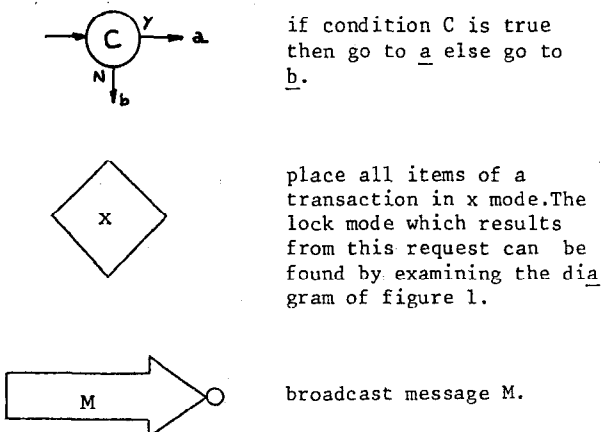 Y
C
a
N
b
if condition C is true
then go to a else go to
b.
x
place all items of a
transaction in x mode.The
lock mode which results
from this request can be
found by examining the dia
gram of figure 1.
M
broadcast message M.